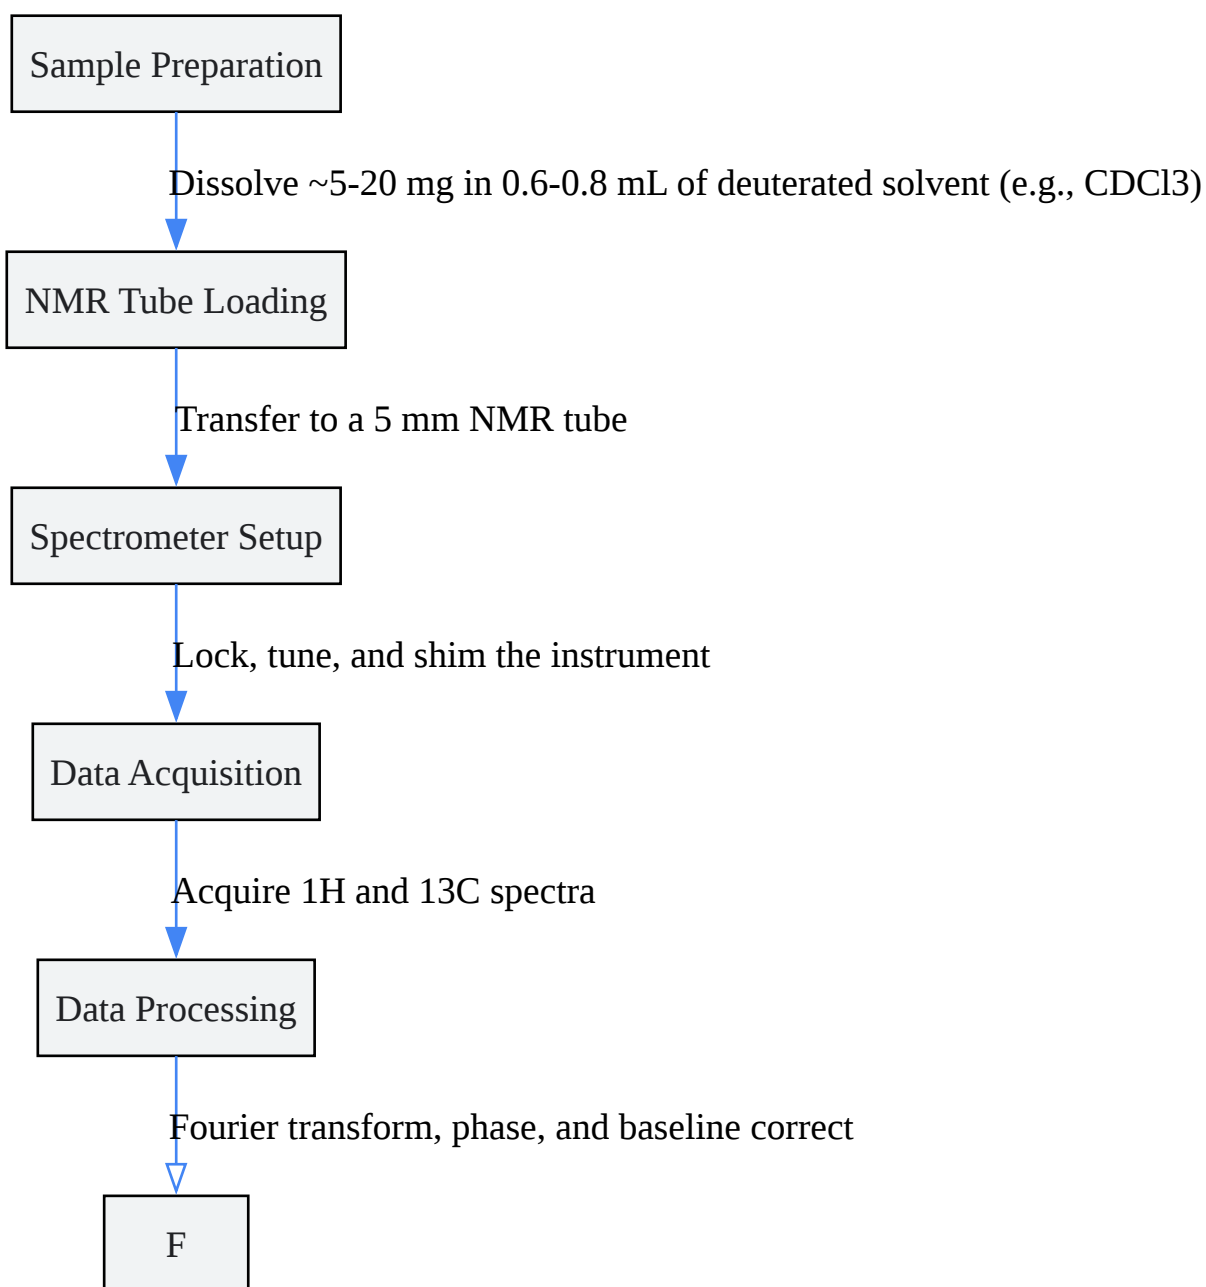 Sample Preparation
Dissolve ~5-20 mg in 0.6-0.8 mL of deuterated solvent (e.g., CDCl3)
NMR Tube Loading
Transfer to a 5 mm NMR tube
Spectrometer Setup
Lock, tune, and shim the instrument
Data Acquisition
Acquire 1H and 13C spectra
Data Processing
Fourier transform, phase, and baseline correct
F